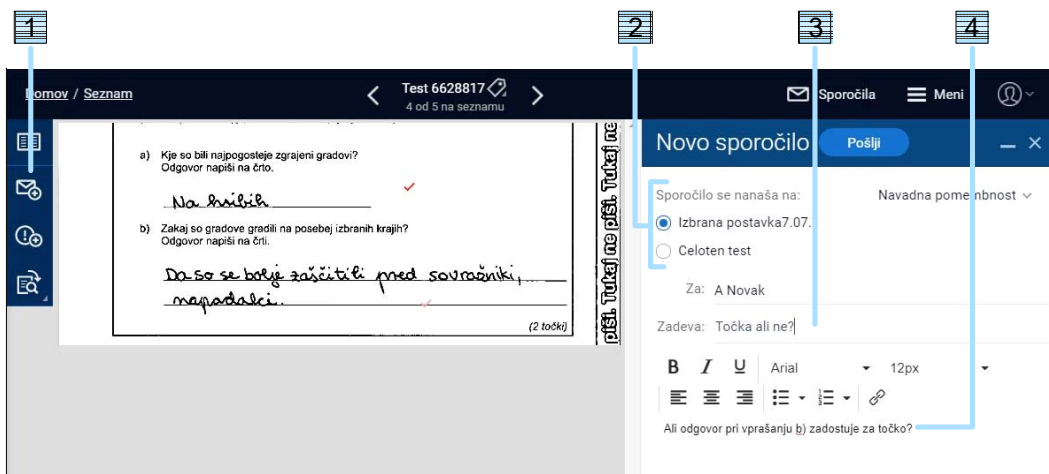 1
2
3
4
Domov / Seznam
Test 6628817
4 od 5 na seznamu
Sporočila
Meni
a) Kje so bili najpogosteje zgrajeni gradovi?
Odgovor napiši na črto.
Na hribih
b) Zakaj so gradove gradili na posebej izbranih krajih?
Odgovor napiši na črti.
Da so se bolje zaščitili pred sovražniki,
napadalci.
(2 točki)
piši. Tukaj ne piši. Tukaj ne
Novo sporočilo
Pošlji
Sporočilo se nanaša na:
Navadna pomembnost
Izbrana postavka7.07.
Celoten test
Za: A Novak
Zadeva: Točka ali ne?
B I U Arial 12px
Ali odgovor pri vprašanju b) zadostuje za točko?